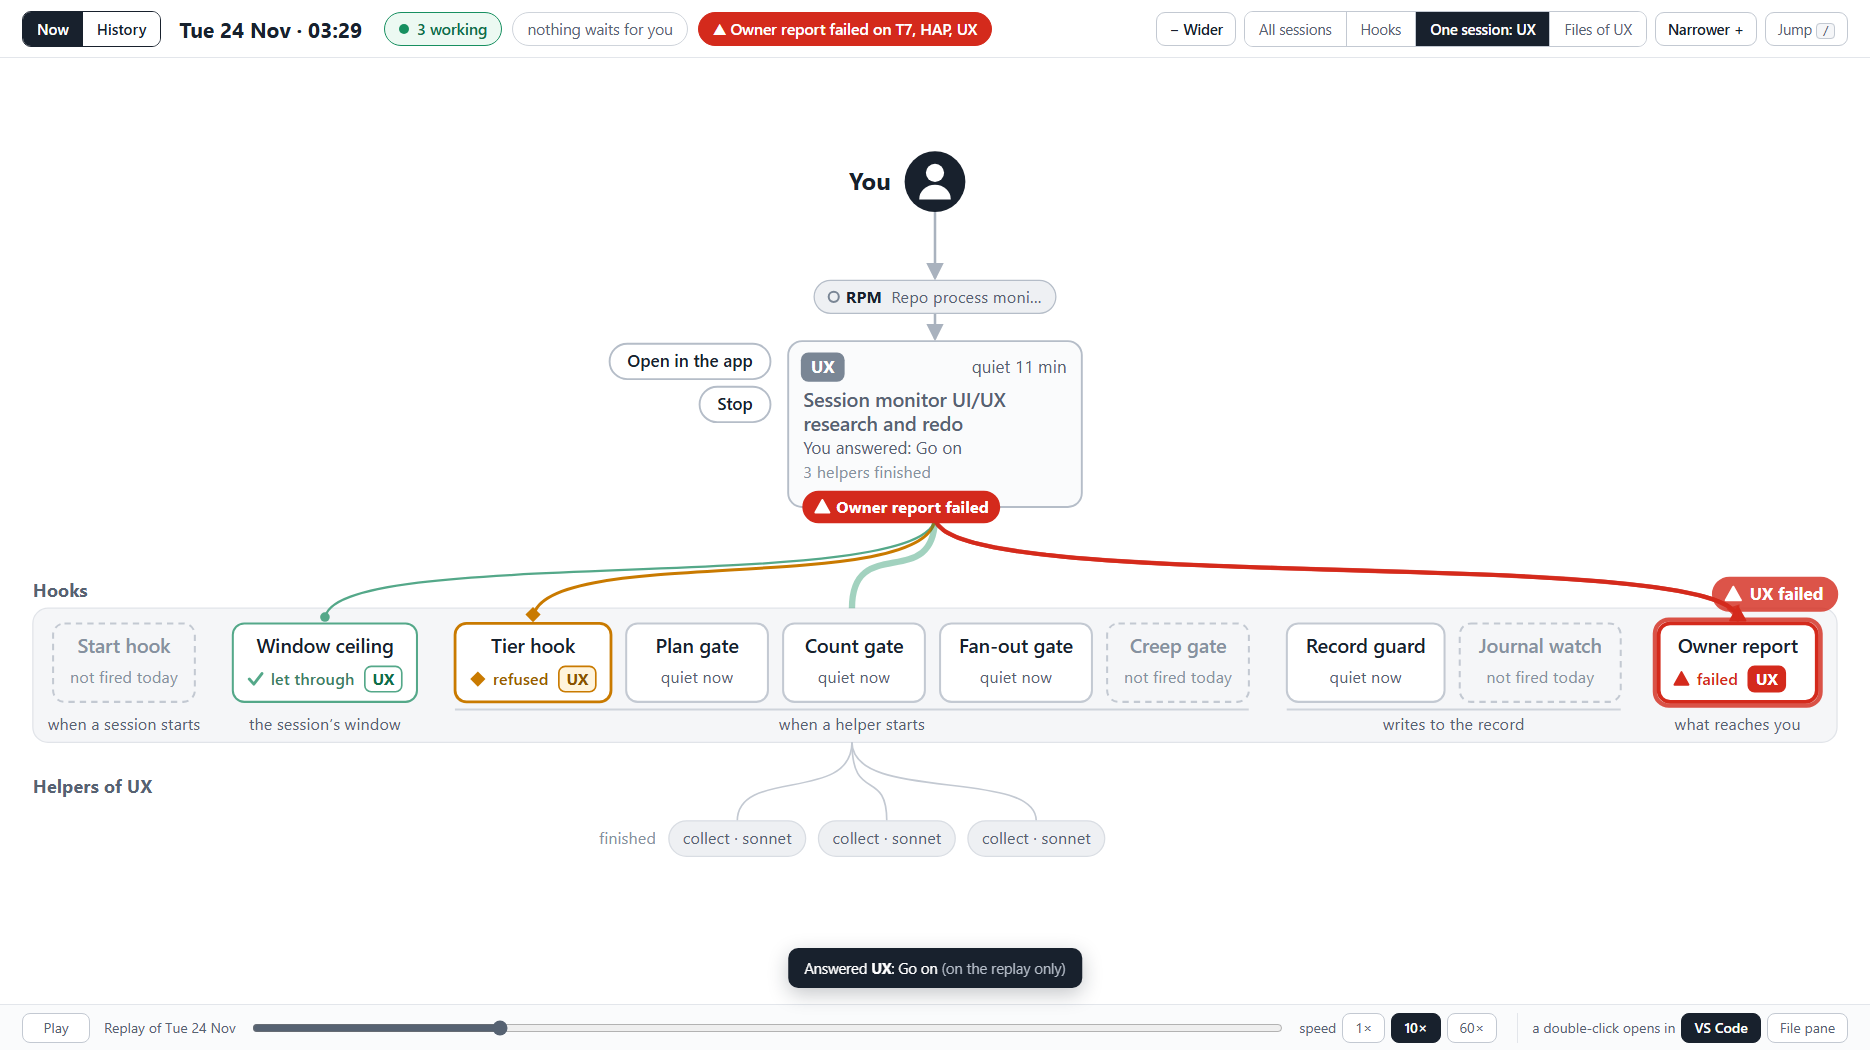 Now History Tue 24 Nov · 03:29 3 working nothing waits for you Owner report failed on T7, HAP, UX − Wider All sessions Hooks One session: UX Files of UX Narrower + Jump /
You
RPM Repo process moni...
Open in the app
Stop
UX quiet 11 min
Session monitor UI/UX
research and redo
You answered: Go on
3 helpers finished
Owner report failed
Hooks
UX failed
Start hook
not fired today
Window ceiling
let through UX
Tier hook
refused UX
Plan gate
quiet now
Count gate
quiet now
Fan-out gate
quiet now
Creep gate
not fired today
Record guard
quiet now
Journal watch
not fired today
Owner report
failed UX
when a session starts the session's window when a helper starts writes to the record what reaches you
Helpers of UX
finished collect · sonnet collect · sonnet collect · sonnet
Answered UX: Go on (on the replay only)
Play Replay of Tue 24 Nov speed 1× 10× 60× a double-click opens in VS Code File pane